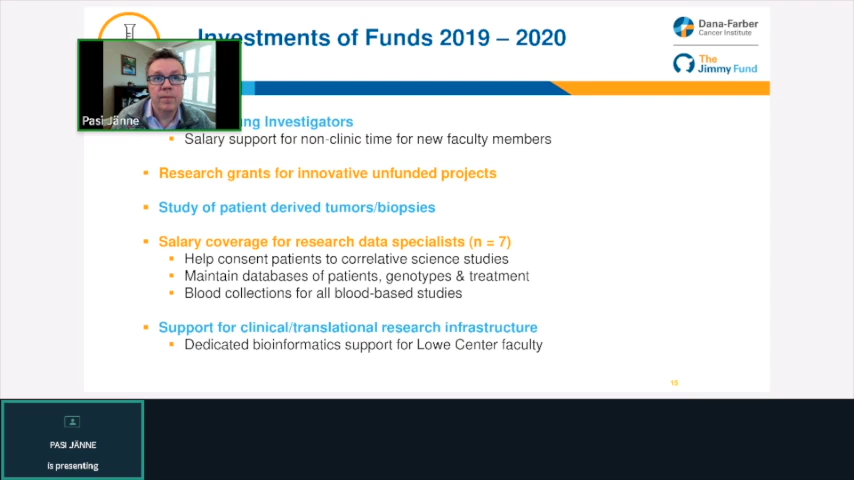 Investments of Funds 2019 – 2020
Dana-Farber
Cancer Institute
The
Jimmy Fund
Pasi Jänne
Investigators
Salary support for non-clinic time for new faculty members
Research grants for innovative unfunded projects
Study of patient derived tumors/biopsies
Salary coverage for research data specialists (n = 7)
Help consent patients to correlative science studies
Maintain databases of patients, genotypes & treatment
Blood collections for all blood-based studies
Support for clinical/translational research infrastructure
Dedicated bioinformatics support for Lowe Center faculty
15
PASI JÄNNE
is presenting